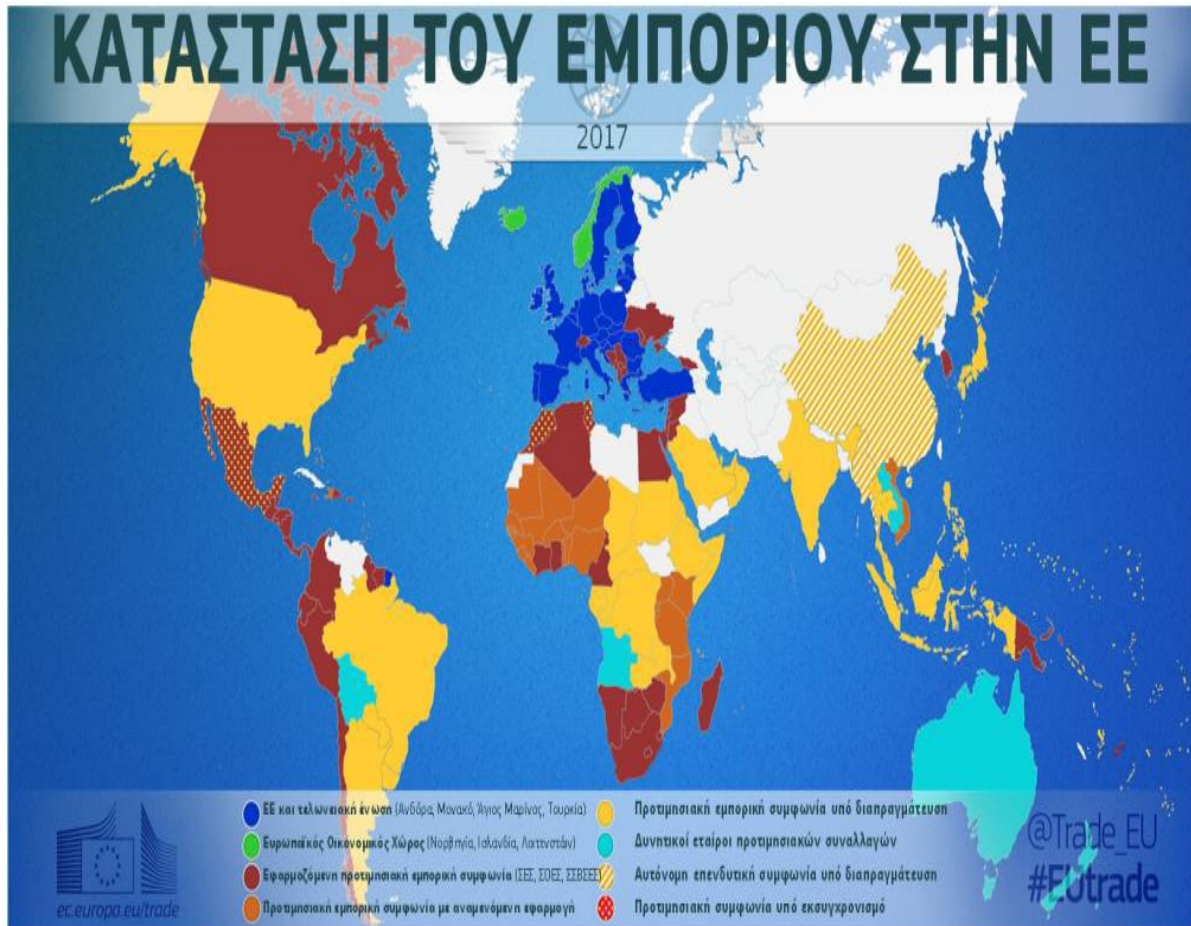 ΚΑΤΑΣΤΑΣΗ ΤΟΥ ΕΜΠΟΡΙΟΥ ΣΤΗΝ ΕΕ
2017
ΕΕ και τελωνειακή ένωση (Ανδόρα, Μονακό, Άγιος Μαρίνος, Τουρκία)
Ευρωπαϊκός Οικονομικός Χώρος (Νορβηγία, Ισλανδία, Λιχτενστάιν)
Εφαρμοζόμενη προτιμησιακή εμπορική συμφωνία (ΣΕΣ, ΣΟΕΣ, ΣΕΒΣΕΣ)
Προτιμησιακή εμπορική συμφωνία με αναμενόμενη εφαρμογή
Προτιμησιακή εμπορική συμφωνία υπό διαπραγμάτευση
Δυνητικοί εταίροι προτιμησιακών συναλλαγών
Αυτόνομη επενδυτική συμφωνία υπό διαπραγμάτευση
Προτιμησιακή συμφωνία υπό εκσυγχρονισμό
ec.europa.eu/trade
@Trade_EU
#EUtrade